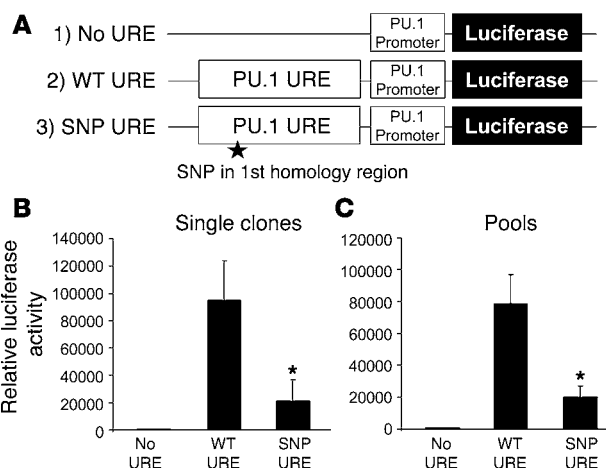 A
1) No URE
PU.1
Promoter
Luciferase
2) WT URE
PU.1 URE
PU.1
Promoter
Luciferase
3) SNP URE
PU.1 URE
PU.1
Promoter
Luciferase
SNP in 1st homology region
B
Single clones
Relative luciferase
activity
140000
120000
100000
80000
60000
40000
20000
0
*
No
URE
WT
URE
SNP
URE
C
Pools
120000
100000
80000
60000
40000
20000
0
*
No
URE
WT
URE
SNP
URE